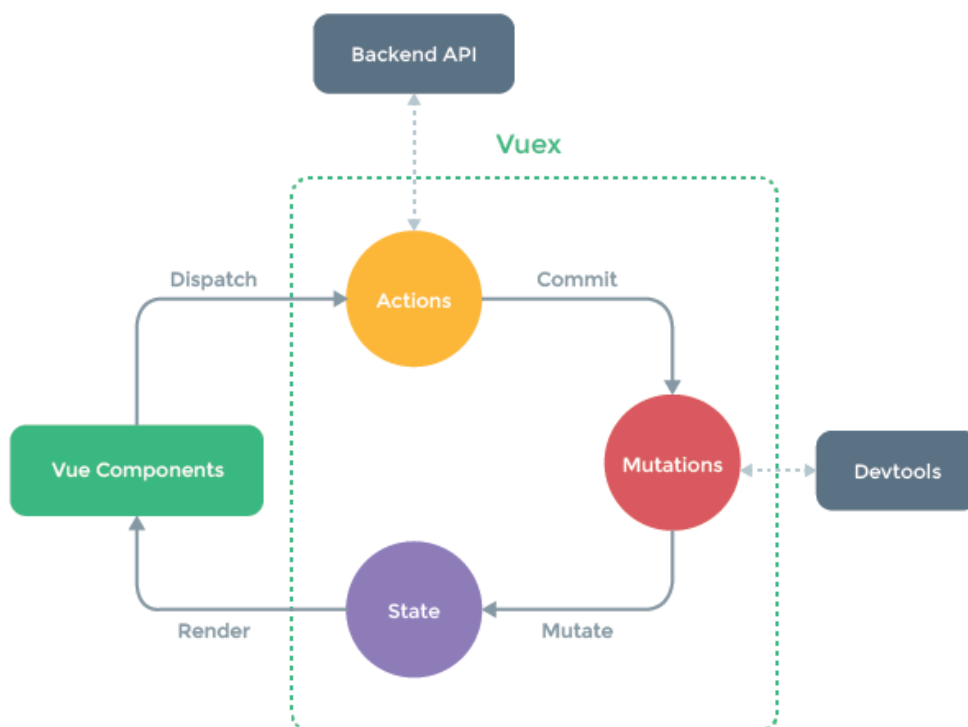 Backend API
Vuex
Dispatch
Commit
Actions
Vue Components
Mutations
Devtools
State
Render
Mutate